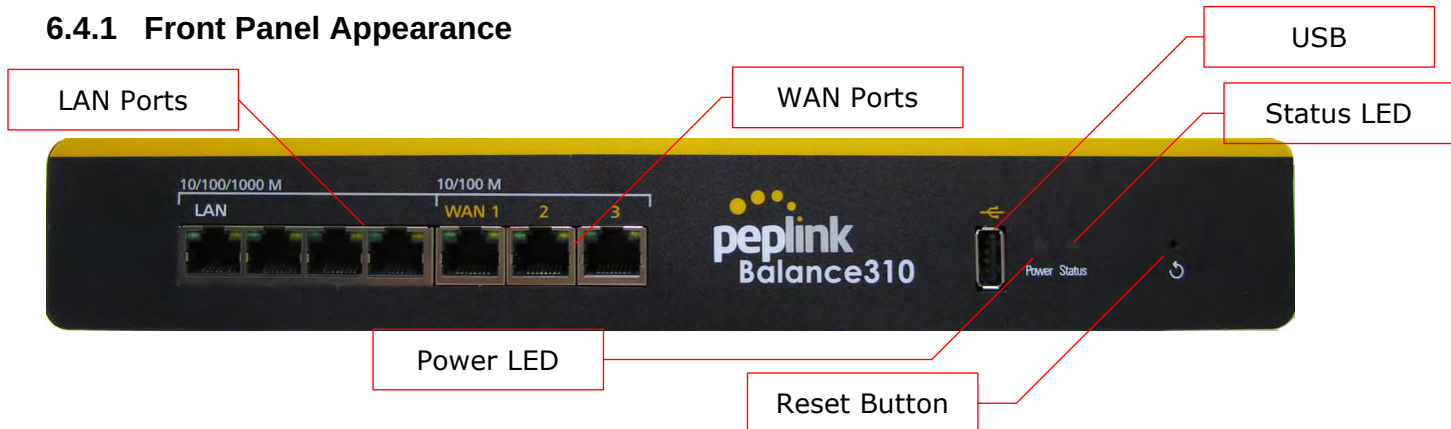 6.4.1 Front Panel Appearance
USB
LAN Ports
WAN Ports
Status LED
10/100/1000 M
10/100 M
LAN
WAN 1
2
3
peplink
Balance310
Power Status
Power LED
Reset Button